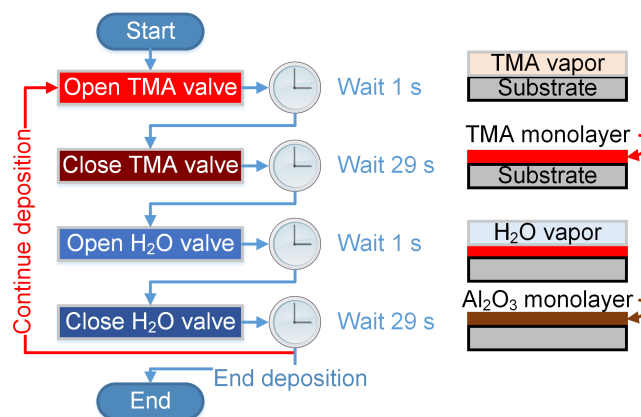 Start
Open TMA valve
Wait 1 s
TMA vapor
Substrate
Close TMA valve
Wait 29 s
TMA monolayer
Substrate
Open H₂O valve
Wait 1 s
H₂O vapor
Close H₂O valve
Wait 29 s
Al₂O₃ monolayer
Continue deposition
End deposition
End